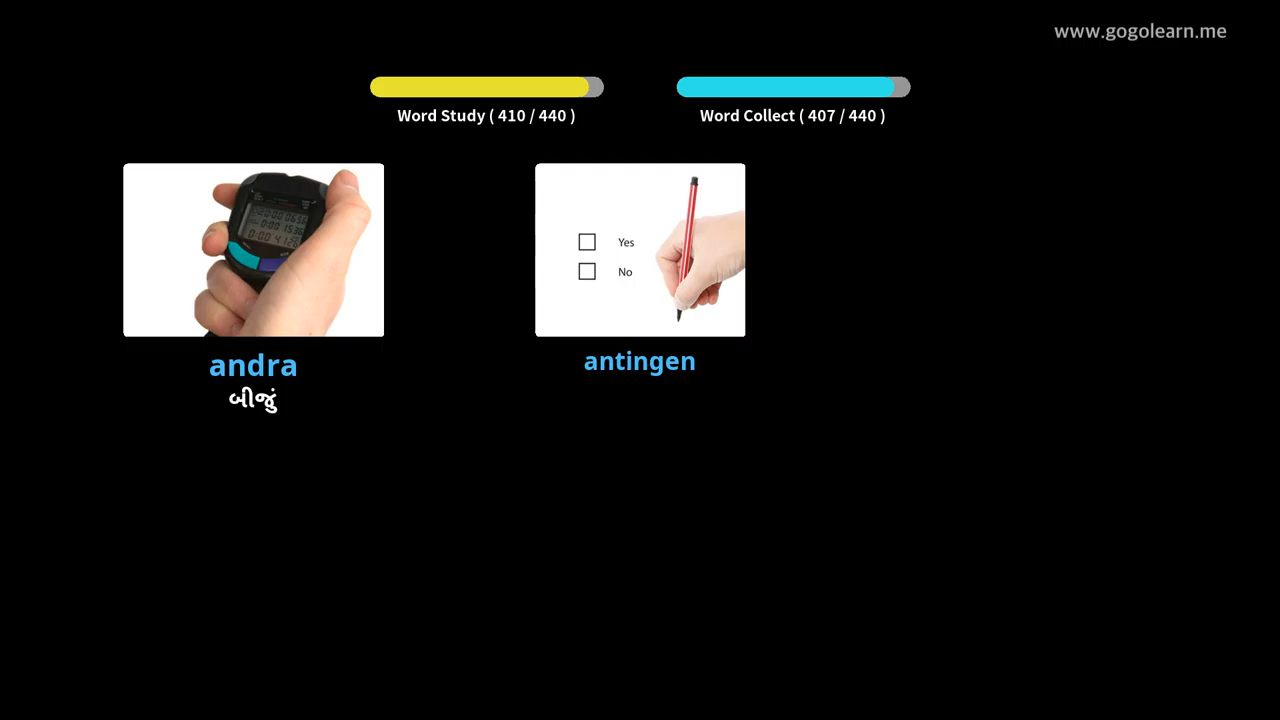 www.gogolearn.me
Word Study ( 410 / 440 )
Word Collect ( 407 / 440 )
Yes
No
andra
antingen
બીજું